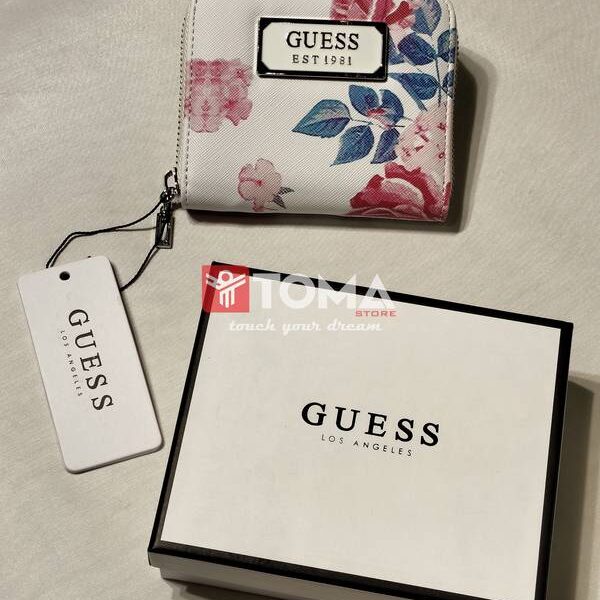 GUESS
EST 1981
TOMA
STORE
touch your dream
GUESS
LOS ANGELES
GUESS
LOS ANGELES